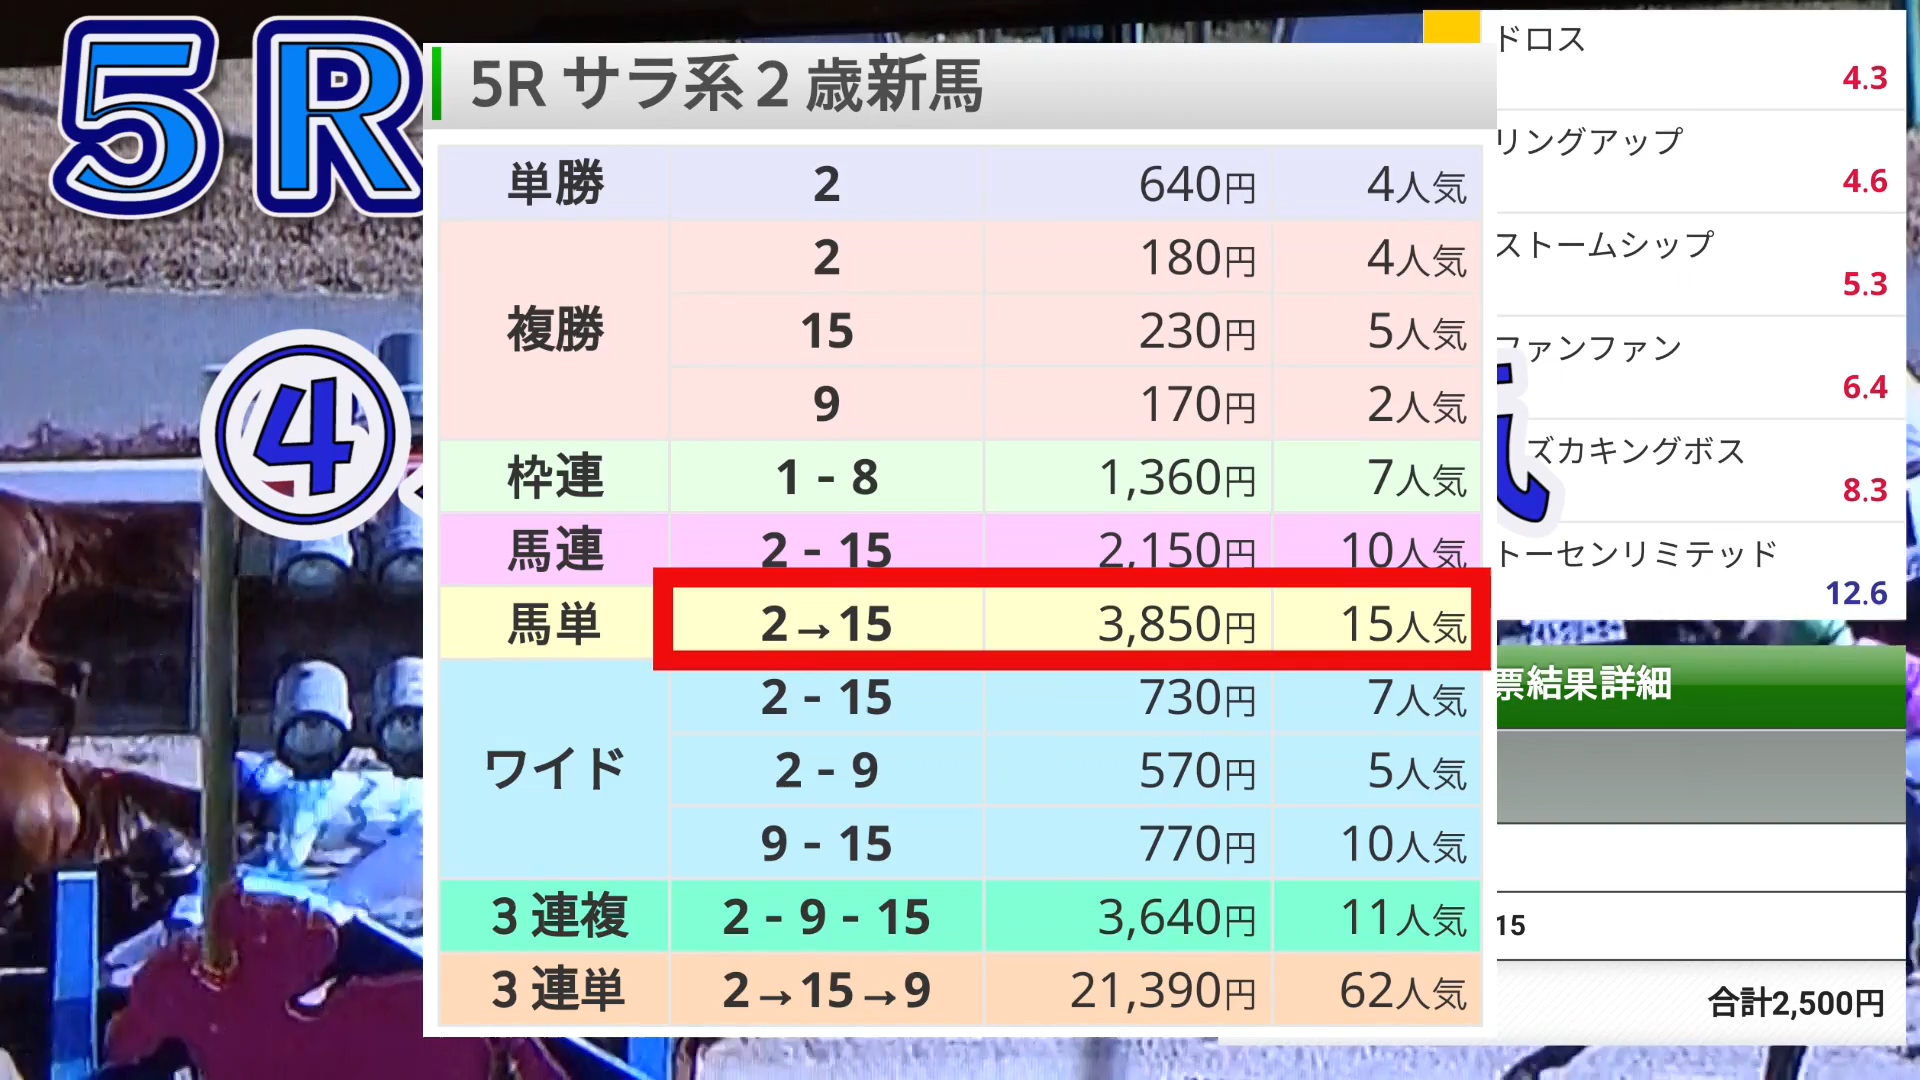 5R
5R サラ系２歳新馬
単勝 2 640円 4人気
複勝 2 180円 4人気
15 230円 5人気
9 170円 2人気
枠連 1 - 8 1,360円 7人気
馬連 2 - 15 2,150円 10人気
馬単 2→15 3,850円 15人気
ワイド 2 - 15 730円 7人気
2 - 9 570円 5人気
9 - 15 770円 10人気
３連複 2 - 9 - 15 3,640円 11人気
３連単 2→15→9 21,390円 62人気
④
気
ドロス
4.3
リングアップ
4.6
ストームシップ
5.3
ファンファン
6.4
ズカキングボス
8.3
トーセンリミテッド
12.6
票結果詳細
15
合計2,500円